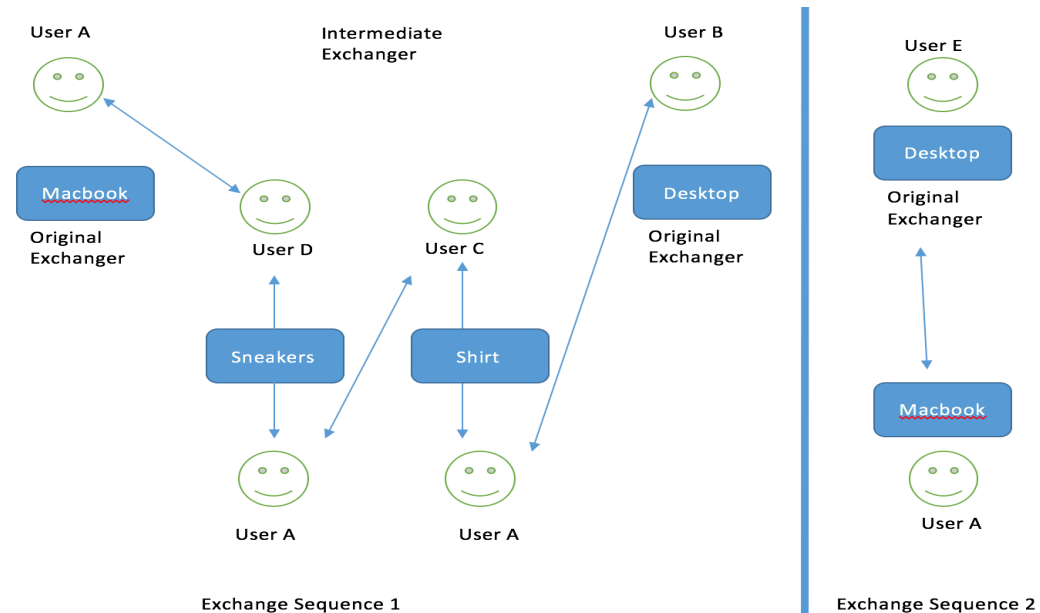 User A
Intermediate
Exchanger
User B
User E
Macbook
Desktop
Desktop
Original
Exchanger
User D
User C
Original
Exchanger
Original
Exchanger
Sneakers
Shirt
Macbook
User A
User A
User A
Exchange Sequence 1
Exchange Sequence 2